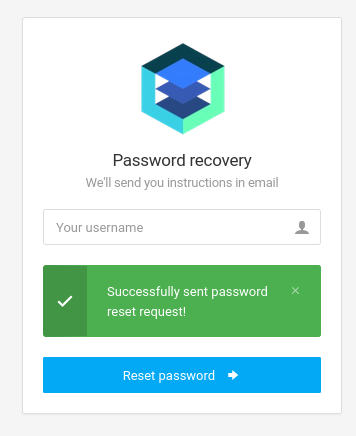 Password recovery
We'll send you instructions in email
Your username
Successfully sent password
reset request!
Reset password